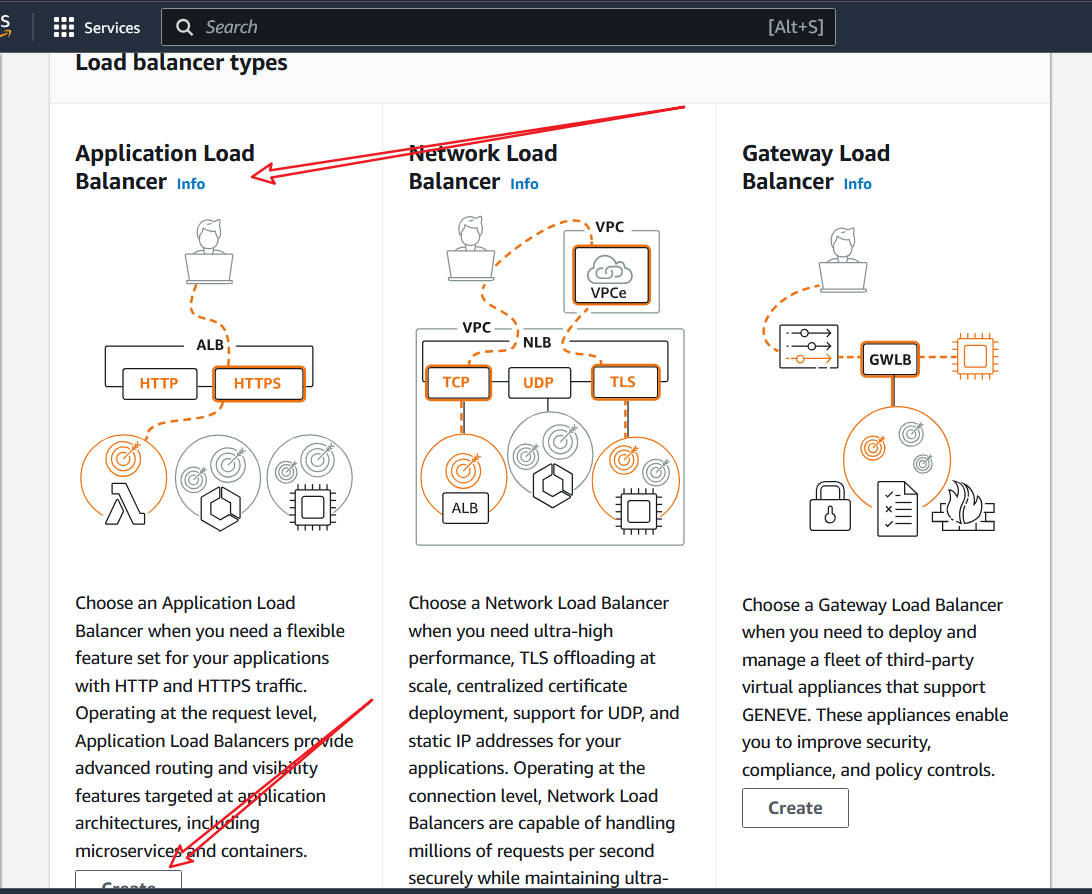 S
Services
Search
[Alt+S]
Load balancer types
Application Load
Balancer Info
ALB
HTTP
HTTPS
Choose an Application Load
Balancer when you need a flexible
feature set for your applications
with HTTP and HTTPS traffic.
Operating at the request level,
Application Load Balancers provide
advanced routing and visibility
features targeted at application
architectures, including
microservices and containers.
Create
Network Load
Balancer Info
VPC
VPCe
VPC
NLB
TCP
UDP
TLS
ALB
Choose a Network Load Balancer
when you need ultra-high
performance, TLS offloading at
scale, centralized certificate
deployment, support for UDP, and
static IP addresses for your
applications. Operating at the
connection level, Network Load
Balancers are capable of handling
millions of requests per second
securely while maintaining ultra-
Gateway Load
Balancer Info
GWLB
Choose a Gateway Load Balancer
when you need to deploy and
manage a fleet of third-party
virtual appliances that support
GENEVE. These appliances enable
you to improve security,
compliance, and policy controls.
Create